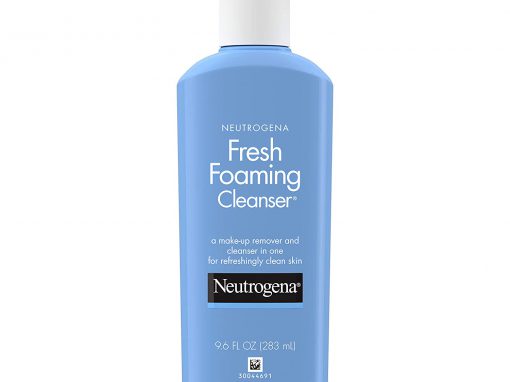 NEUTROGENA
Fresh
Foaming
Cleanser®
a make-up remover and
cleanser in one
for refreshingly clean skin
Neutrogena®
9.6 FL OZ (283 mL)
30044691